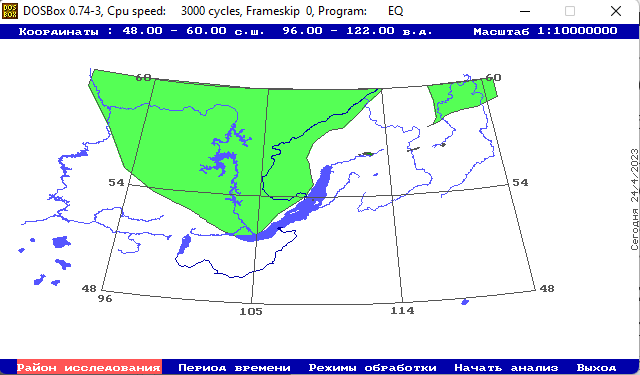 DOSBox 0.74-3, Cpu speed: 3000 cycles, Frameskip 0, Program: EQ
Координаты : 48.00 - 60.00 с.ш. 96.00 - 122.00 в.д. Масштаб 1:10000000
60 60
54 54
48 48
96
105 114
Сегодня 24.4.2023
Район исследования Период времени Режимы обработки Начать анализ Выход